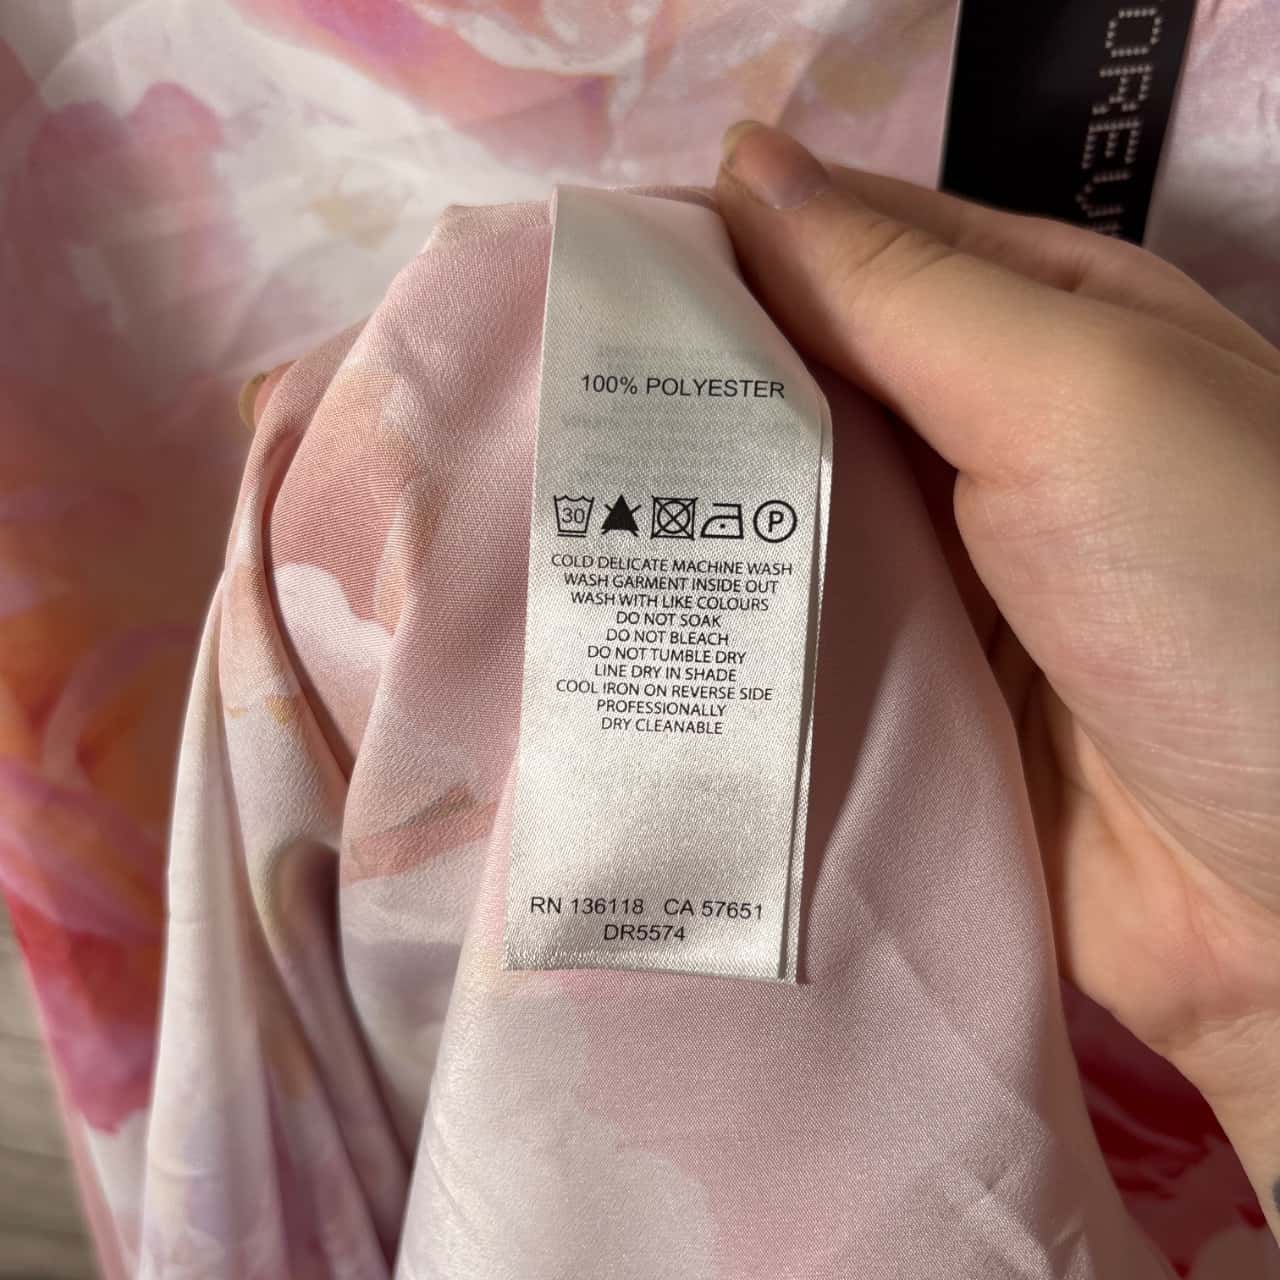 100% POLYESTER
30 P
COLD DELICATE MACHINE WASH
WASH GARMENT INSIDE OUT
WASH WITH LIKE COLOURS
DO NOT SOAK
DO NOT BLEACH
DO NOT TUMBLE DRY
LINE DRY IN SHADE
COOL IRON ON REVERSE SIDE
PROFESSIONALLY
DRY CLEANABLE
RN 136118 CA 57651
DR5574